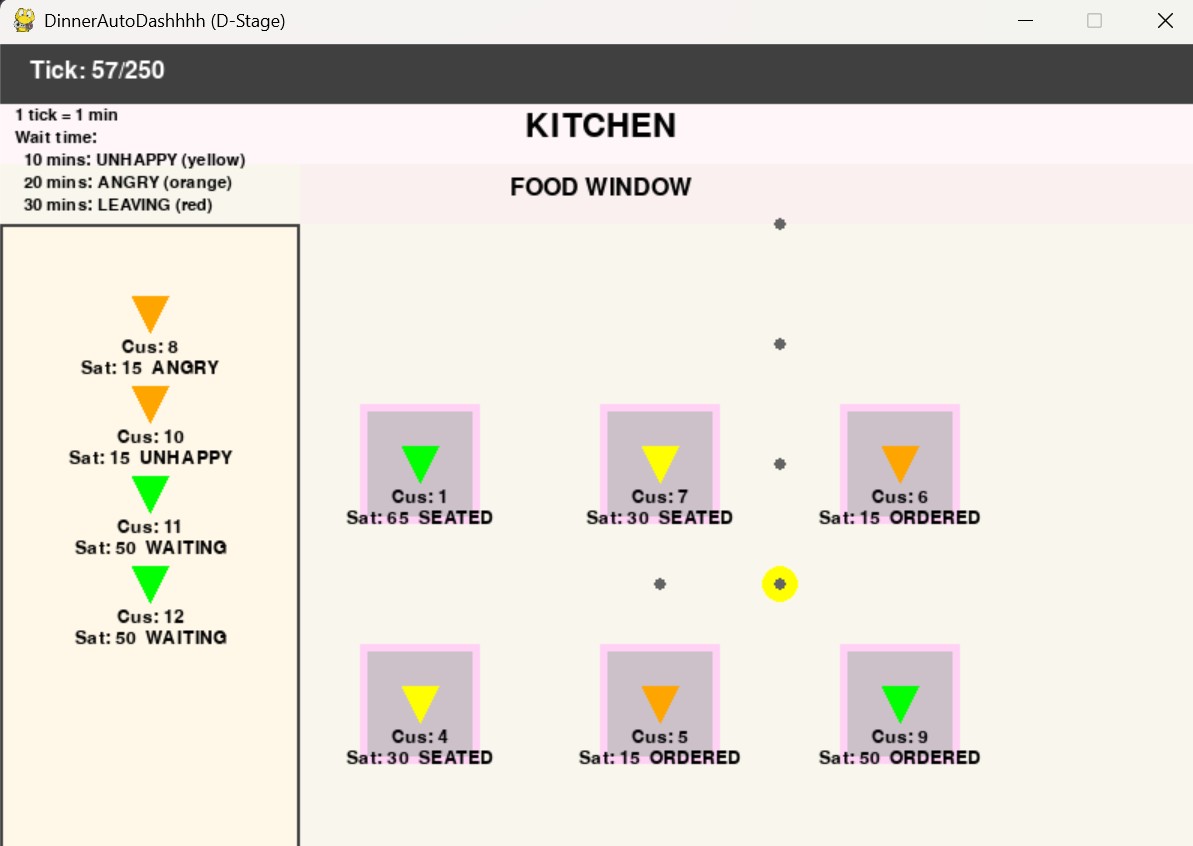 DinnerAutoDashhhh (D-Stage)
Tick: 57/250
1 tick = 1 min
Wait time:
10 mins: UNHAPPY (yellow)
20 mins: ANGRY (orange)
30 mins: LEAVING (red)
KITCHEN
FOOD WINDOW
Cus: 8
Sat: 15 ANGRY
Cus: 10
Sat: 15 UNHAPPY
Cus: 11
Sat: 50 WAITING
Cus: 12
Sat: 50 WAITING
Cus: 1
Sat: 65 SEATED
Cus: 7
Sat: 30 SEATED
Cus: 6
Sat: 15 ORDERED
Cus: 4
Sat: 30 SEATED
Cus: 5
Sat: 15 ORDERED
Cus: 9
Sat: 50 ORDERED